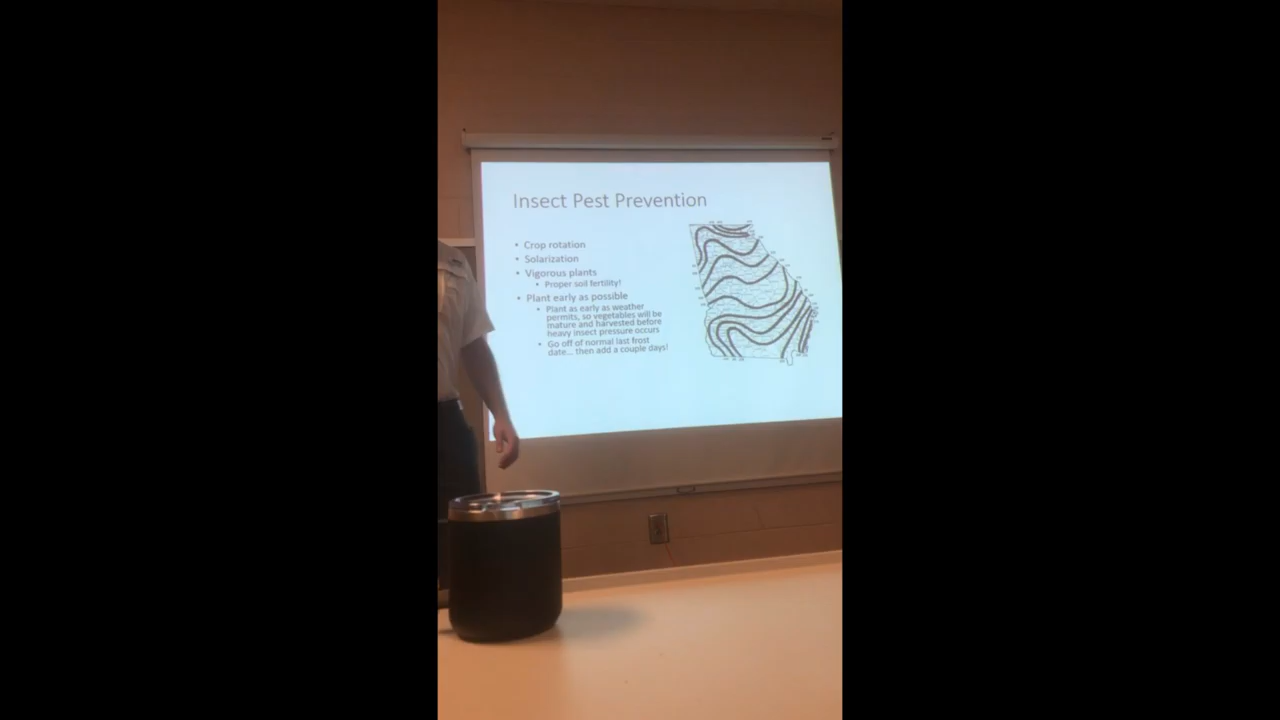 Insect Pest Prevention
• Crop rotation
• Solarization
• Vigorous plants
• Proper soil fertility!
• Plant early as possible
• Plant as early as weather
permits, so vegetables will be
mature and harvested before
heavy insect pressure occurs
• Go off of normal last frost
date... then add a couple days!